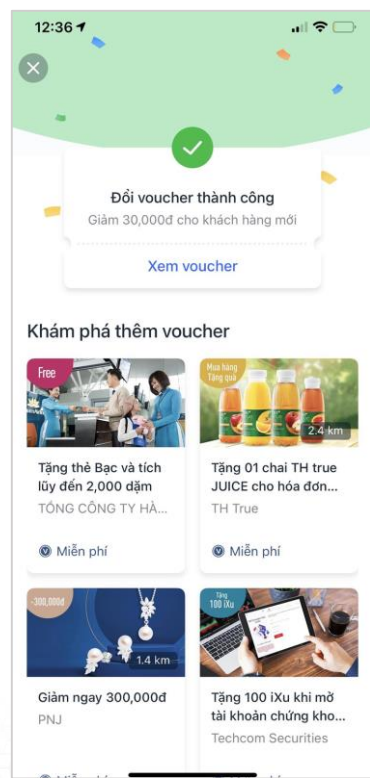 12:36
Đổi voucher thành công
Giảm 30,000đ cho khách hàng mới
Xem voucher
Khám phá thêm voucher
Free
Mua hàng
Tặng quà
2.4 km
Tặng thẻ Bạc và tích
lũy đến 2,000 dặm
TỔNG CÔNG TY HÀ...
Miễn phí
Tặng 01 chai TH true
JUICE cho hóa đơn...
TH True
Miễn phí
-300,000đ
1.4 km
Tặng
100 iXu
Giảm ngay 300,000đ
PNJ
Tặng 100 iXu khi mở
tài khoản chứng kho...
Techcom Securities